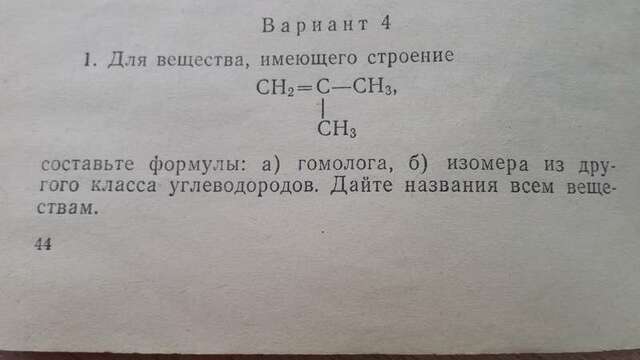 Вариант 4
1. Для вещества, имеющего строение
CH₂=C—CH₃,
|
CH₃
составьте формулы: а) гомолога, б) изомера из дру-
гого класса углеводородов. Дайте названия всем веще-
ствам.
44